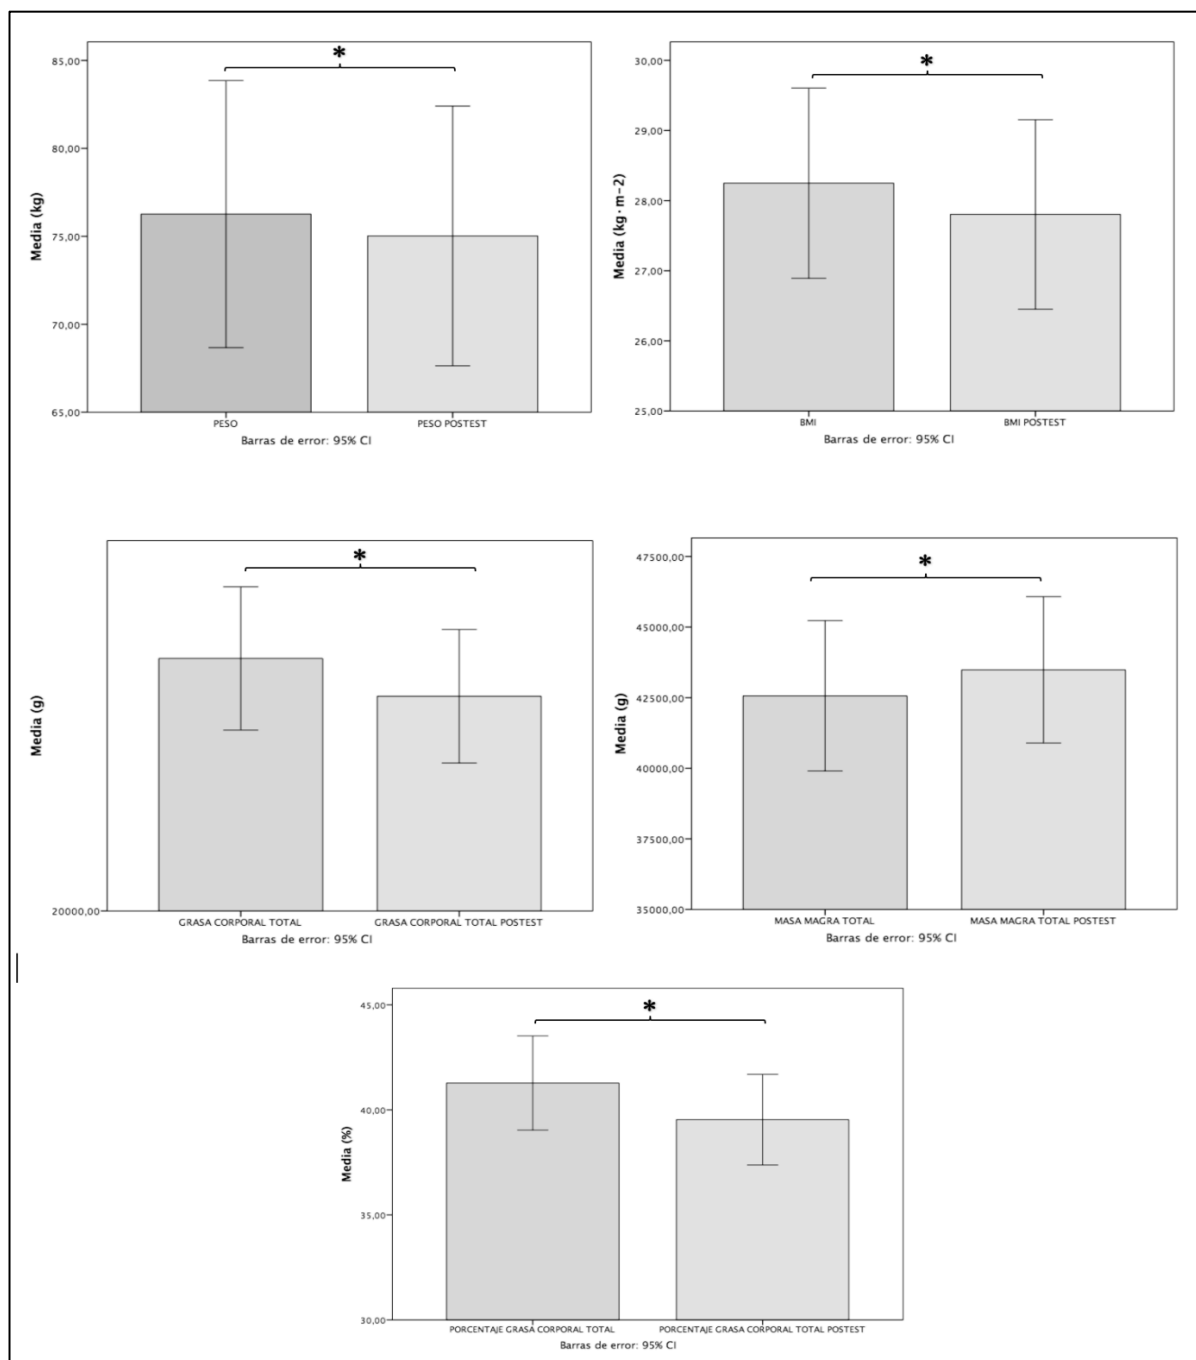 *
85,00
80,00
75,00
70,00
65,00
Media (kg)
PESO
PESO POSTEST
Barras de error: 95% CI
*
30,00
29,00
28,00
27,00
26,00
25,00
Media (kg·m-2)
BMI
BMI POSTEST
Barras de error: 95% CI
*
Media (g)
20000,00
GRASA CORPORAL TOTAL
GRASA CORPORAL TOTAL POSTEST
Barras de error: 95% CI
*
47500,00
45000,00
42500,00
40000,00
37500,00
35000,00
Media (g)
MASA MAGRA TOTAL
MASA MAGRA TOTAL POSTEST
Barras de error: 95% CI
*
45,00
40,00
35,00
30,00
Media (%)
PORCENTAJE GRASA CORPORAL TOTAL
PORCENTAJE GRASA CORPORAL TOTAL POSTEST
Barras de error: 95% CI